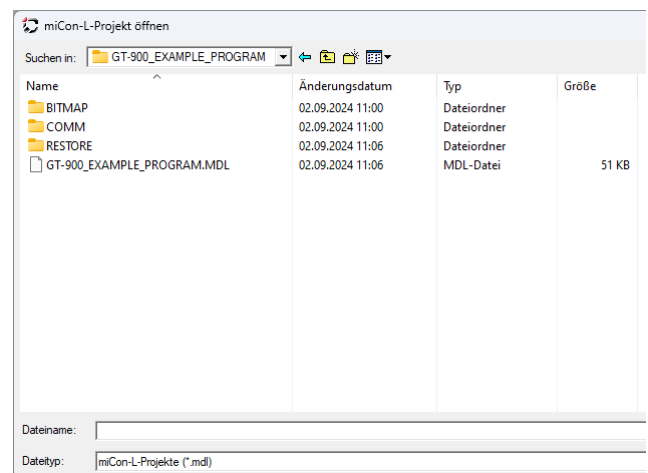 miCon-L-Projekt öffnen
Suchen in: GT-900_EXAMPLE_PROGRAM
Name Änderungsdatum Typ Größe
BITMAP 02.09.2024 11:00 Dateiordner
COMM 02.09.2024 11:00 Dateiordner
RESTORE 02.09.2024 11:06 Dateiordner
GT-900_EXAMPLE_PROGRAM.MDL 02.09.2024 11:06 MDL-Datei 51 KB
Dateiname:
Dateityp: miCon-L-Projekte (*.mdl)